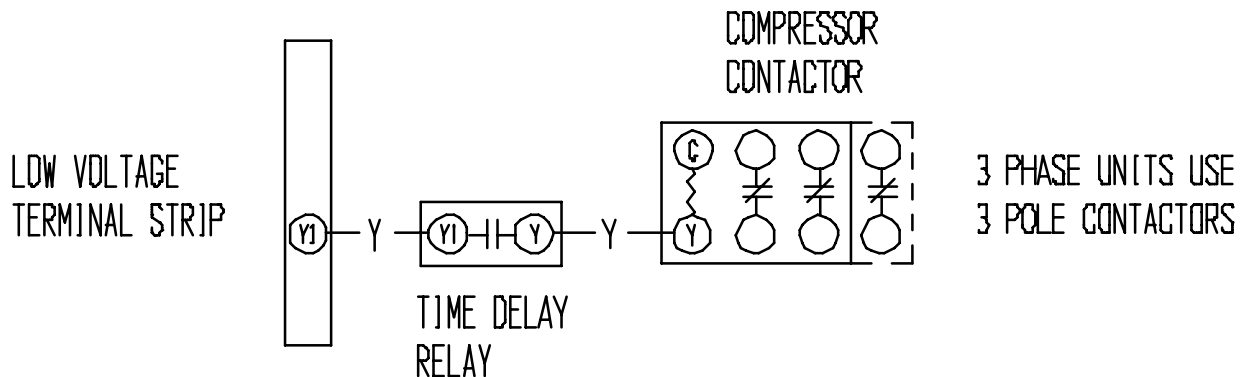 COMPRESSOR
CONTACTOR
LOW VOLTAGE
TERMINAL STRIP
Y1
Y
Y1
Y
Y
C
Y
3 PHASE UNITS USE
3 POLE CONTACTORS
TIME DELAY
RELAY